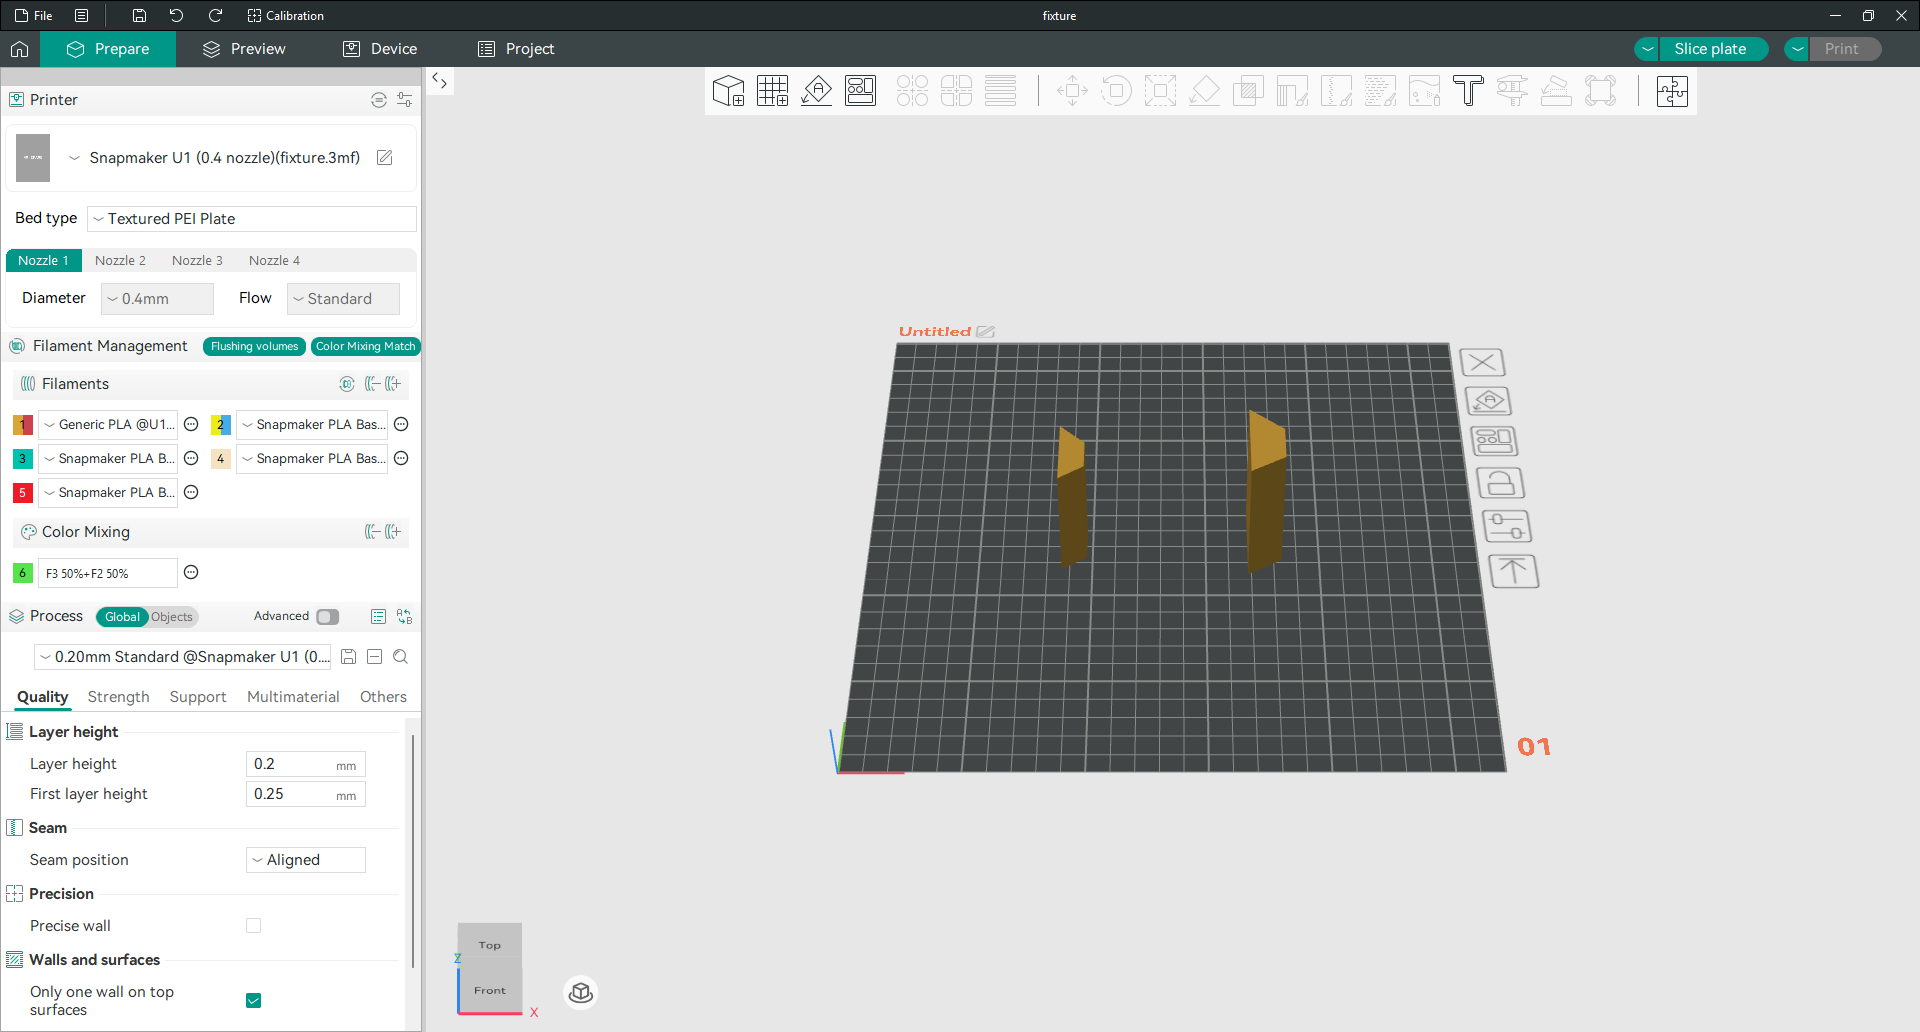 File
Calibration
fixture
Prepare
Preview
Device
Project
Slice plate
Print
Printer
Snapmaker U1 (0.4 nozzle)(fixture.3mf)
Bed type
Textured PEI Plate
Nozzle 1
Nozzle 2
Nozzle 3
Nozzle 4
Diameter
0.4mm
Flow
Standard
Filament Management
Flushing volumes
Color Mixing Match
Filaments
1
Generic PLA @U1...
2
Snapmaker PLA Bas...
3
Snapmaker PLA B...
4
Snapmaker PLA Bas...
5
Snapmaker PLA B...
Color Mixing
6
F3 50%+F2 50%
Process
Global
Objects
Advanced
0.20mm Standard @Snapmaker U1 (0....
Quality
Strength
Support
Multimaterial
Others
Layer height
Layer height
0.2
mm
First layer height
0.25
mm
Seam
Seam position
Aligned
Precision
Precise wall
Walls and surfaces
Only one wall on top
surfaces
Untitled
01
Top
Front
Z
X